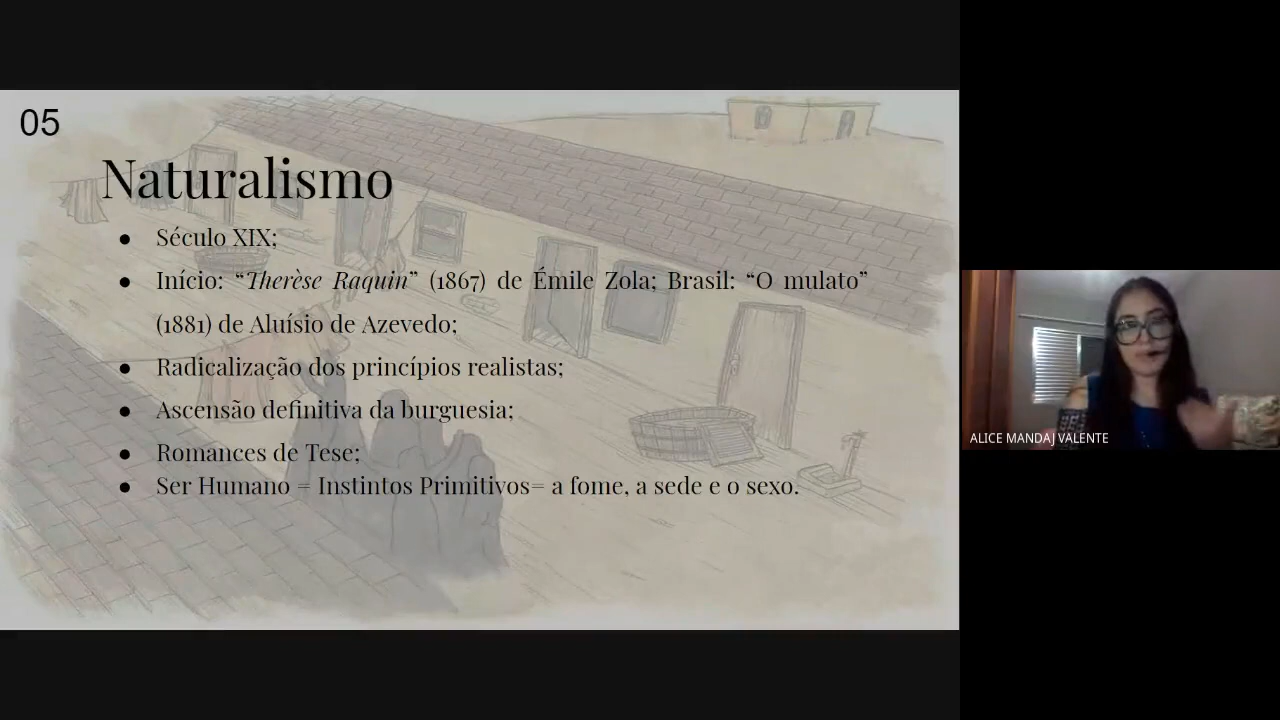 05
Naturalismo
● Século XIX;
● Início: “Therèse Raquin” (1867) de Émile Zola; Brasil: “O mulato”
(1881) de Aluísio de Azevedo;
● Radicalização dos princípios realistas;
● Ascensão definitiva da burguesia;
● Romances de Tese;
● Ser Humano = Instintos Primitivos= a fome, a sede e o sexo.
ALICE MANDAJ VALENTE